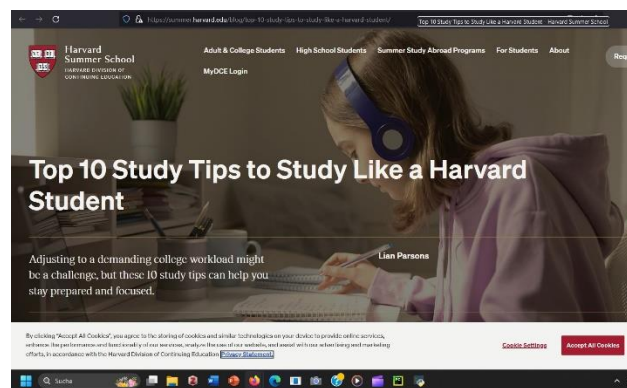 https://summer.harvard.edu/blog/top-10-study-tips-to-study-like-a-harvard-student/
Top 10 Study Tips to Study Like a Harvard Student - Harvard Summer School
Harvard
Summer School
HARVARD DIVISION OF
CONTINUING EDUCATION
Adult & College Students High School Students Summer Study Abroad Programs For Students About
Req
MyDCE Login
Top 10 Study Tips to Study Like a Harvard
Student
Adjusting to a demanding college workload might
be a challenge, but these 10 study tips can help you
stay prepared and focused.
Lian Parsons
By clicking "Accept All Cookies", you agree to the storing of cookies and similar technologies on your device to provide online services,
enhance the performance and functionality of our services, analyze the use of our website, and assist with our advertising and marketing
efforts, in accordance with the Harvard Division of Continuing Education Privacy Statement.
Cookie Settings
Accept All Cookies
Suche